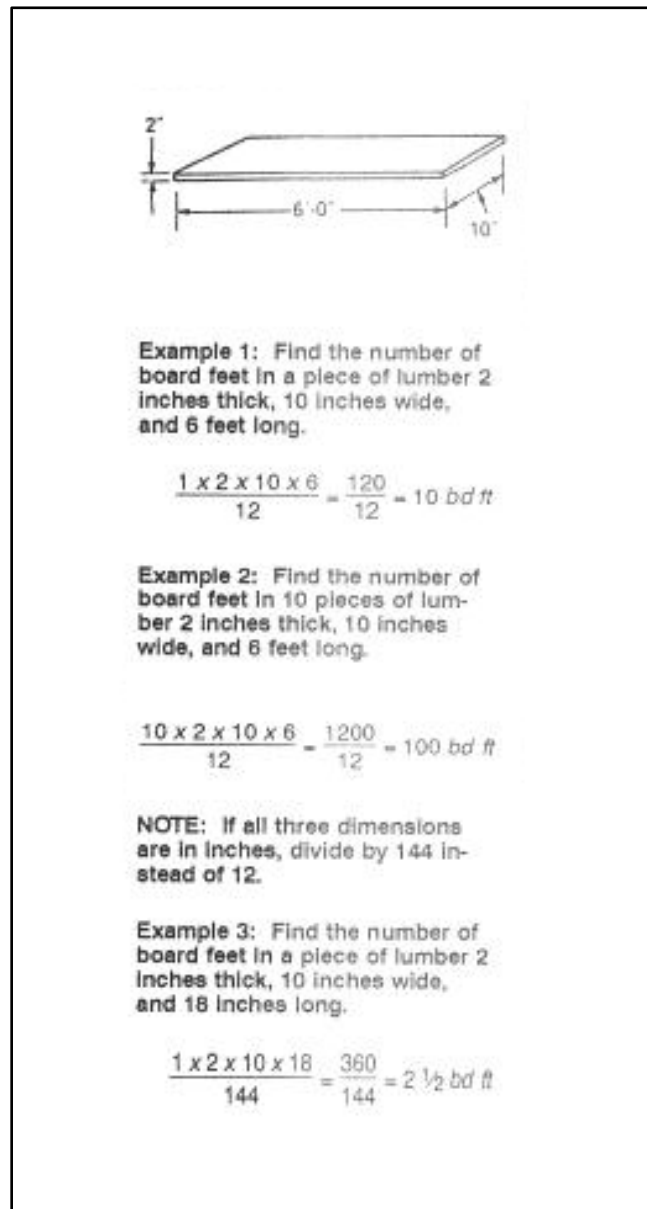 2"
6'-0"
10"
Example 1: Find the number of
board feet in a piece of lumber 2
inches thick, 10 inches wide,
and 6 feet long.
1 x 2 x 10 x 6 / 12 = 120 / 12 = 10 bd ft
Example 2: Find the number of
board feet in 10 pieces of lum-
ber 2 inches thick, 10 inches
wide, and 6 feet long.
10 x 2 x 10 x 6 / 12 = 1200 / 12 = 100 bd ft
NOTE: If all three dimensions
are in inches, divide by 144 in-
stead of 12.
Example 3: Find the number of
board feet in a piece of lumber 2
inches thick, 10 inches wide,
and 18 inches long.
1 x 2 x 10 x 18 / 144 = 360 / 144 = 2 ½ bd ft